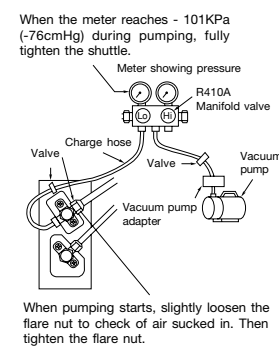 When the meter reaches - 101KPa
(-76cmHg) during pumping, fully
tighten the shuttle.
Meter showing pressure
R410A
Manifold valve
Lo
Hi
Charge hose
Valve
Valve
Vacuum
pump
Vacuum pump
adapter
When pumping starts, slightly loosen the
flare nut to check of air sucked in. Then
tighten the flare nut.